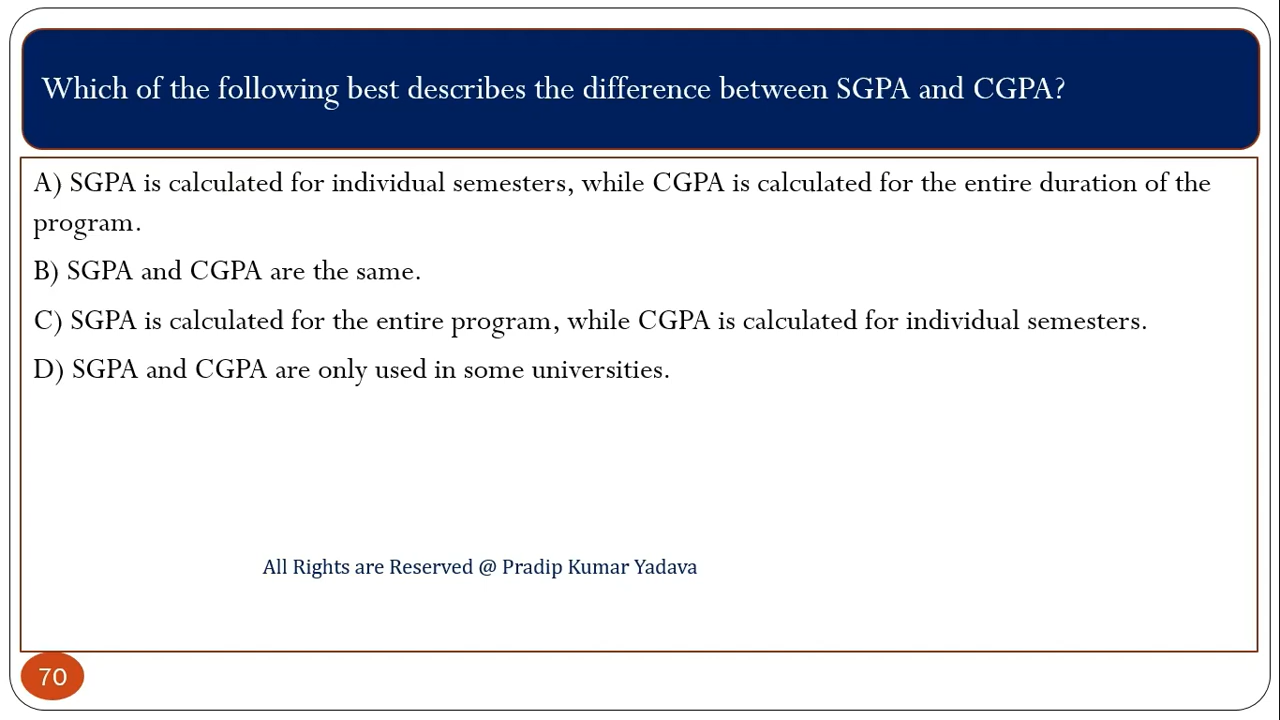 Which of the following best describes the difference between SGPA and CGPA?
A) SGPA is calculated for individual semesters, while CGPA is calculated for the entire duration of the
program.
B) SGPA and CGPA are the same.
C) SGPA is calculated for the entire program, while CGPA is calculated for individual semesters.
D) SGPA and CGPA are only used in some universities.
All Rights are Reserved @ Pradip Kumar Yadava
70